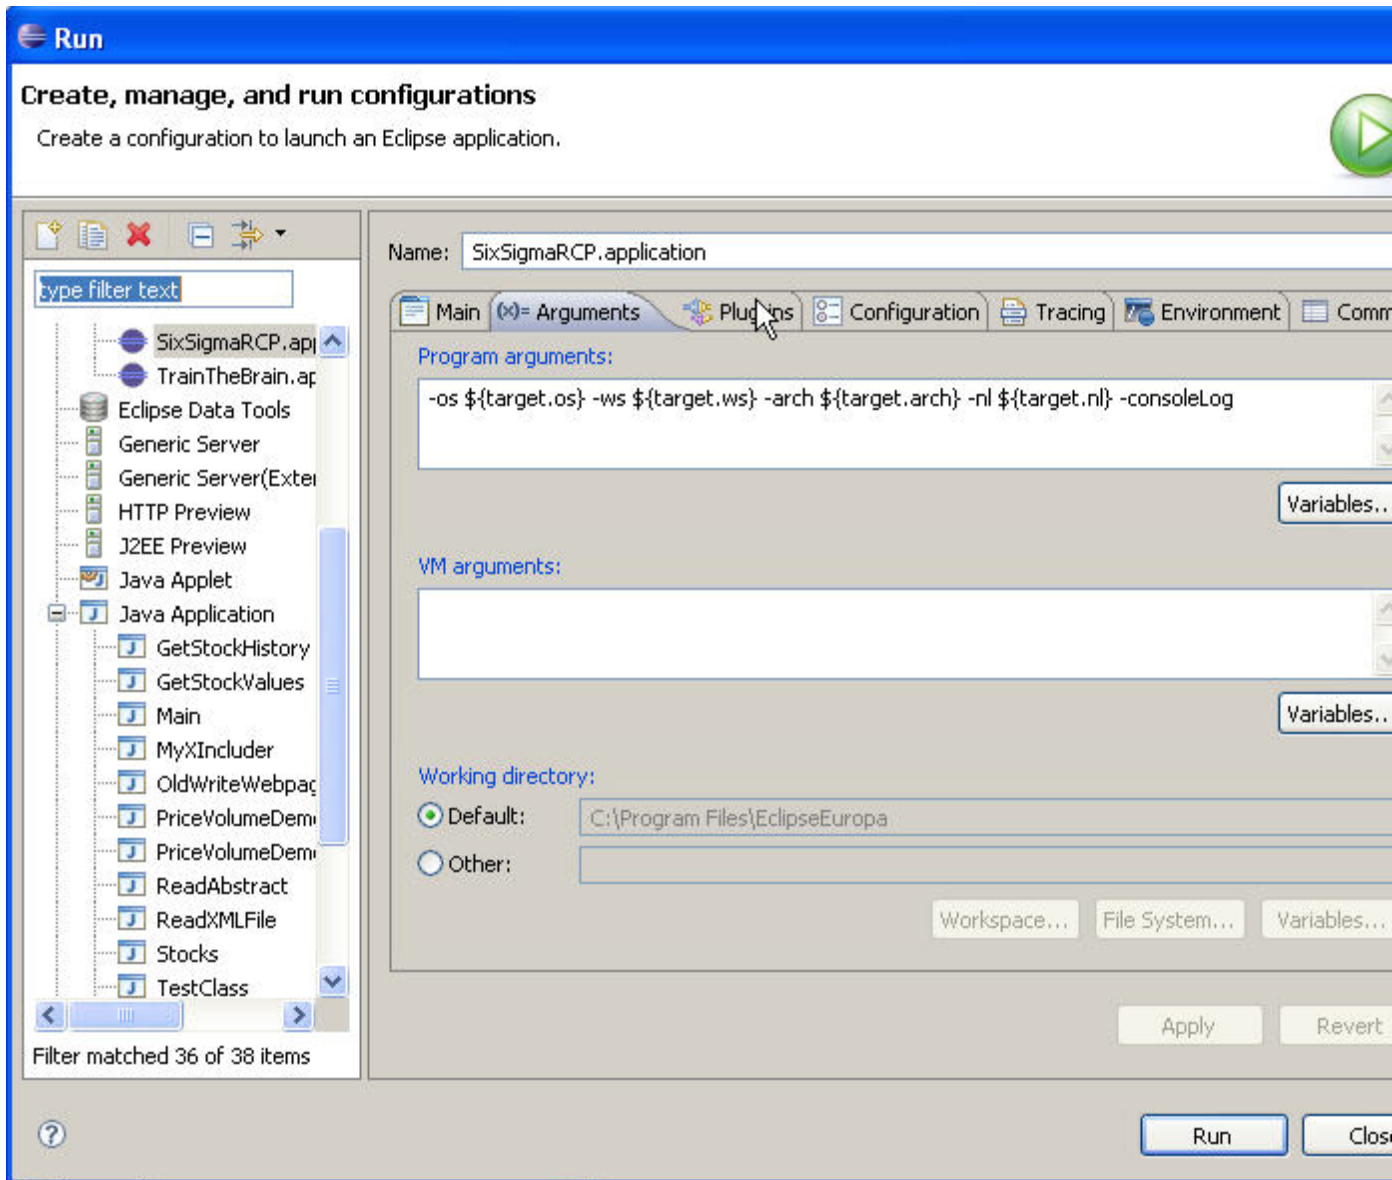 Run
Create, manage, and run configurations
Create a configuration to launch an Eclipse application.
type filter text
SixSigmaRCP.ap
TrainTheBrain.ap
Eclipse Data Tools
Generic Server
Generic Server(Exter
HTTP Preview
J2EE Preview
Java Applet
Java Application
GetStockHistory
GetStockValues
Main
MyXIncluder
OldWriteWebpag
PriceVolumeDem
PriceVolumeDem
ReadAbstract
ReadXMLFile
Stocks
TestClass
Filter matched 36 of 38 items
Name: SixSigmaRCP.application
Main (x)= Arguments Plug-ins Configuration Tracing Environment Comm
Program arguments:
-os ${target.os} -ws ${target.ws} -arch ${target.arch} -nl ${target.nl} -consoleLog
Variables...
VM arguments:
Variables...
Working directory:
Default: C:\Program Files\EclipseEuropa
Other:
Workspace... File System... Variables...
Apply Revert
Run Close